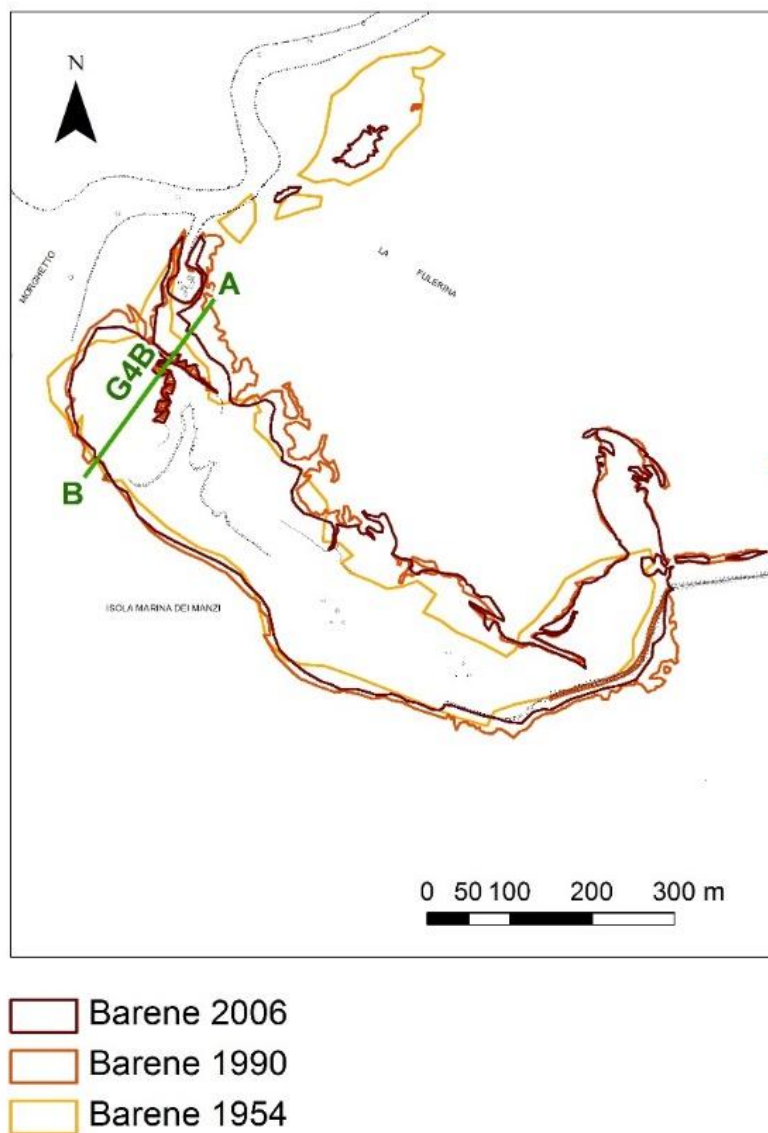 N
MORGHETTO
LA
FULERINA
A
G4B
B
ISOLA MARINA DEI MANZI
0 50 100 200 300 m
Barene 2006
Barene 1990
Barene 1954